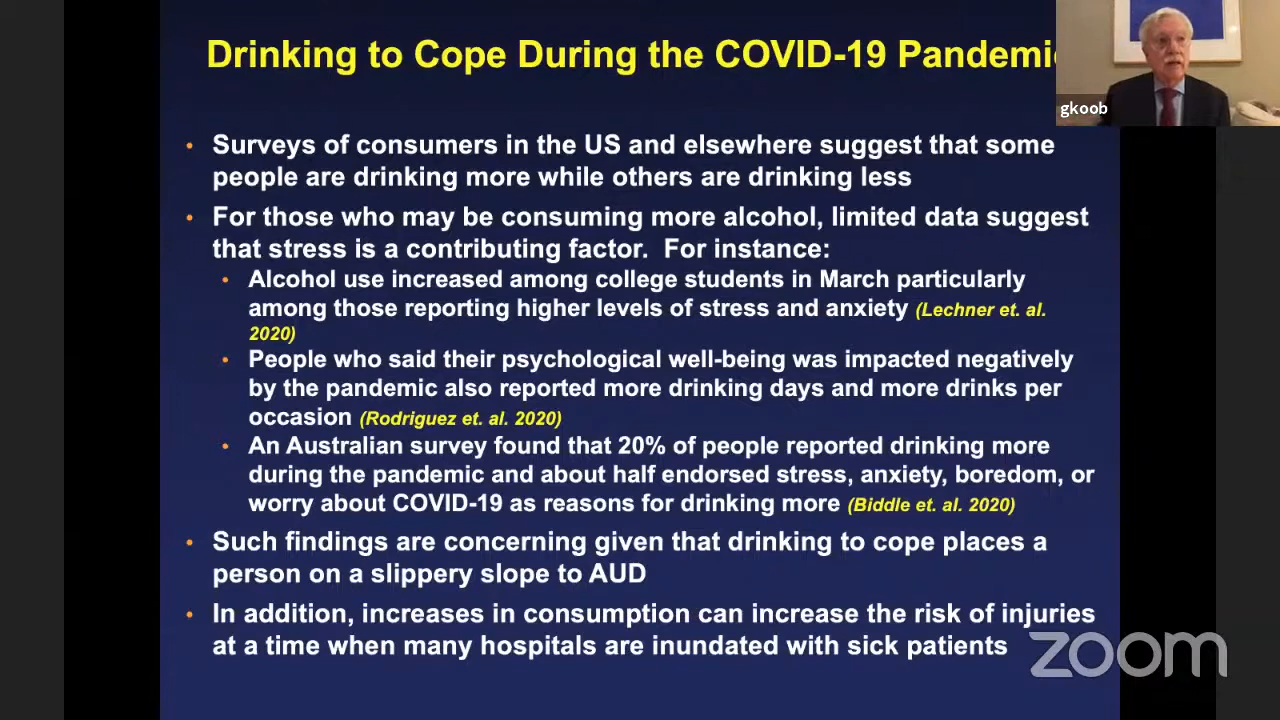 Drinking to Cope During the COVID-19 Pandemi
gkoob
• Surveys of consumers in the US and elsewhere suggest that some
people are drinking more while others are drinking less
• For those who may be consuming more alcohol, limited data suggest
that stress is a contributing factor.  For instance:
• Alcohol use increased among college students in March particularly
among those reporting higher levels of stress and anxiety (Lechner et. al.
2020)
• People who said their psychological well-being was impacted negatively
by the pandemic also reported more drinking days and more drinks per
occasion (Rodriguez et. al. 2020)
• An Australian survey found that 20% of people reported drinking more
during the pandemic and about half endorsed stress, anxiety, boredom, or
worry about COVID-19 as reasons for drinking more (Biddle et. al. 2020)
• Such findings are concerning given that drinking to cope places a
person on a slippery slope to AUD
• In addition, increases in consumption can increase the risk of injuries
at a time when many hospitals are inundated with sick patients
zoom